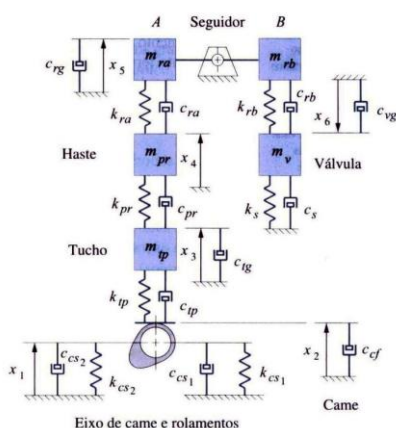 A Seguidor B
m_ra m_rb
c_rg x_5
k_ra c_ra k_rb c_rb x_6 c_vg
Haste m_pr x_4 m_v Válvula
k_pr c_pr k_s c_s
Tucho m_tp x_3 c_tg
k_tp c_tp
x_1 c_cs2 k_cs2 c_cs1 k_cs1 x_2 c_cf
Came
Eixo de came e rolamentos